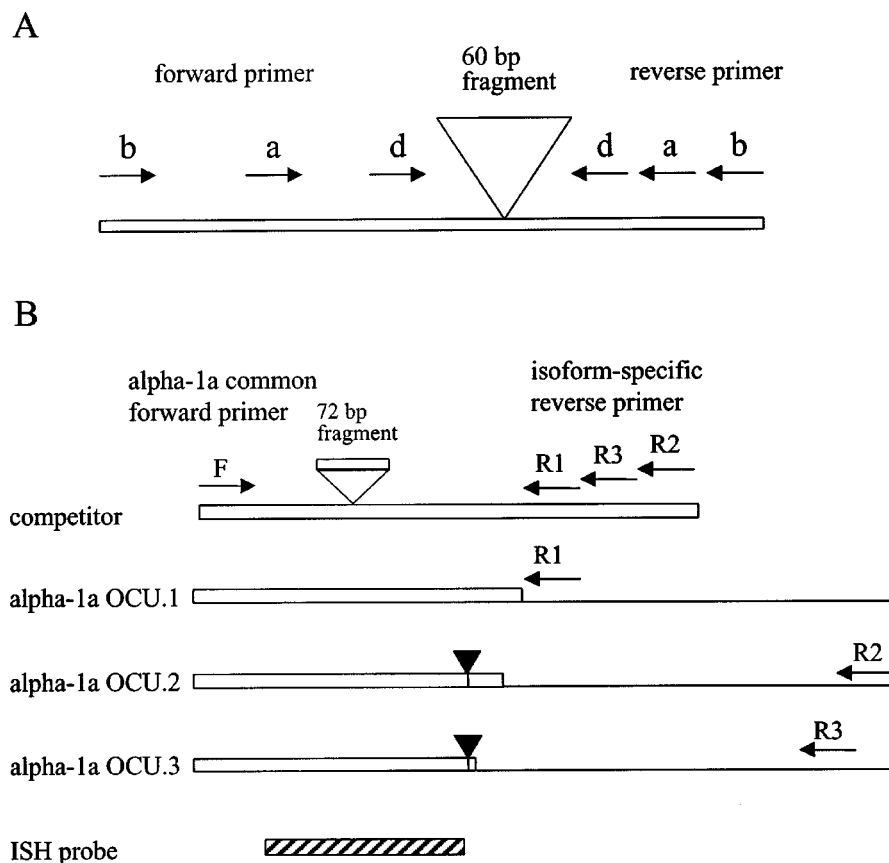 A
forward primer
60 bp
fragment
reverse primer
b a d d a b
B
alpha-1a common
forward primer
72 bp
fragment
isoform-specific
reverse primer
F R1 R3 R2
competitor
R1
alpha-1a OCU.1
R2
alpha-1a OCU.2
R3
alpha-1a OCU.3
ISH probe